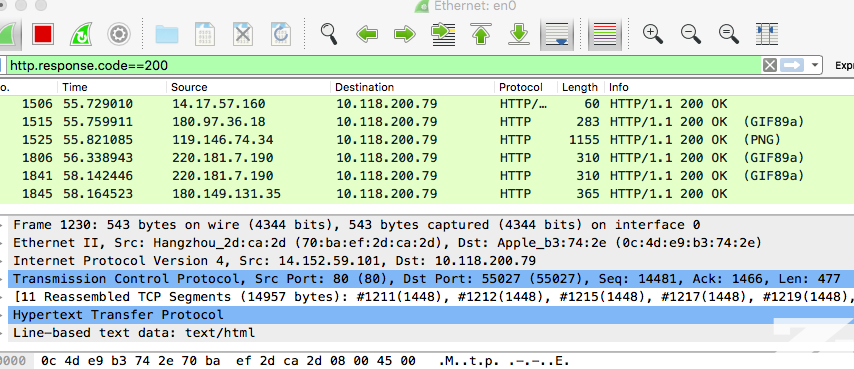 Ethernet: en0
http.response.code==200 Expr
o. Time Source Destination Protocol Length Info
1506 55.729010 14.17.57.160 10.118.200.79 HTTP/… 60 HTTP/1.1 200 OK
1515 55.759911 180.97.36.18 10.118.200.79 HTTP 283 HTTP/1.1 200 OK (GIF89a)
1525 55.821085 119.146.74.34 10.118.200.79 HTTP 1155 HTTP/1.1 200 OK (PNG)
1806 56.338943 220.181.7.190 10.118.200.79 HTTP 310 HTTP/1.1 200 OK (GIF89a)
1841 58.142446 220.181.7.190 10.118.200.79 HTTP 310 HTTP/1.1 200 OK (GIF89a)
1845 58.164523 180.149.131.35 10.118.200.79 HTTP 365 HTTP/1.1 200 OK
Frame 1230: 543 bytes on wire (4344 bits), 543 bytes captured (4344 bits) on interface 0
Ethernet II, Src: Hangzhou_2d:ca:2d (70:ba:ef:2d:ca:2d), Dst: Apple_b3:74:2e (0c:4d:e9:b3:74:2e)
Internet Protocol Version 4, Src: 14.152.59.101, Dst: 10.118.200.79
Transmission Control Protocol, Src Port: 80 (80), Dst Port: 55027 (55027), Seq: 14481, Ack: 1466, Len: 477
[11 Reassembled TCP Segments (14957 bytes): #1211(1448), #1212(1448), #1215(1448), #1217(1448), #1219(1448),
Hypertext Transfer Protocol
Line-based text data: text/html
0000 0c 4d e9 b3 74 2e 70 ba ef 2d ca 2d 08 00 45 00 .M..t.p. .-.-..E.